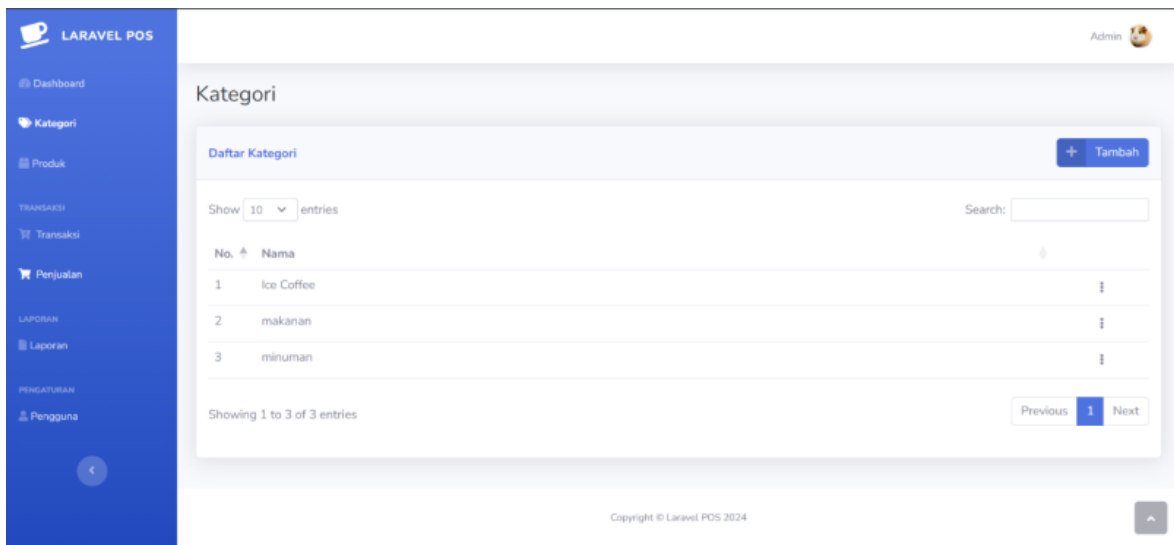 LARAVEL POS
Admin
Dashboard
Kategori
Produk
TRANSAKSI
Transaksi
Penjualan
LAPORAN
Laporan
PENGATURAN
Pengguna
Kategori
Daftar Kategori
+ Tambah
Show 10 entries
Search:
No. Nama
1 Ice Coffee
2 makanan
3 minuman
Showing 1 to 3 of 3 entries
Previous 1 Next
Copyright © Laravel POS 2024